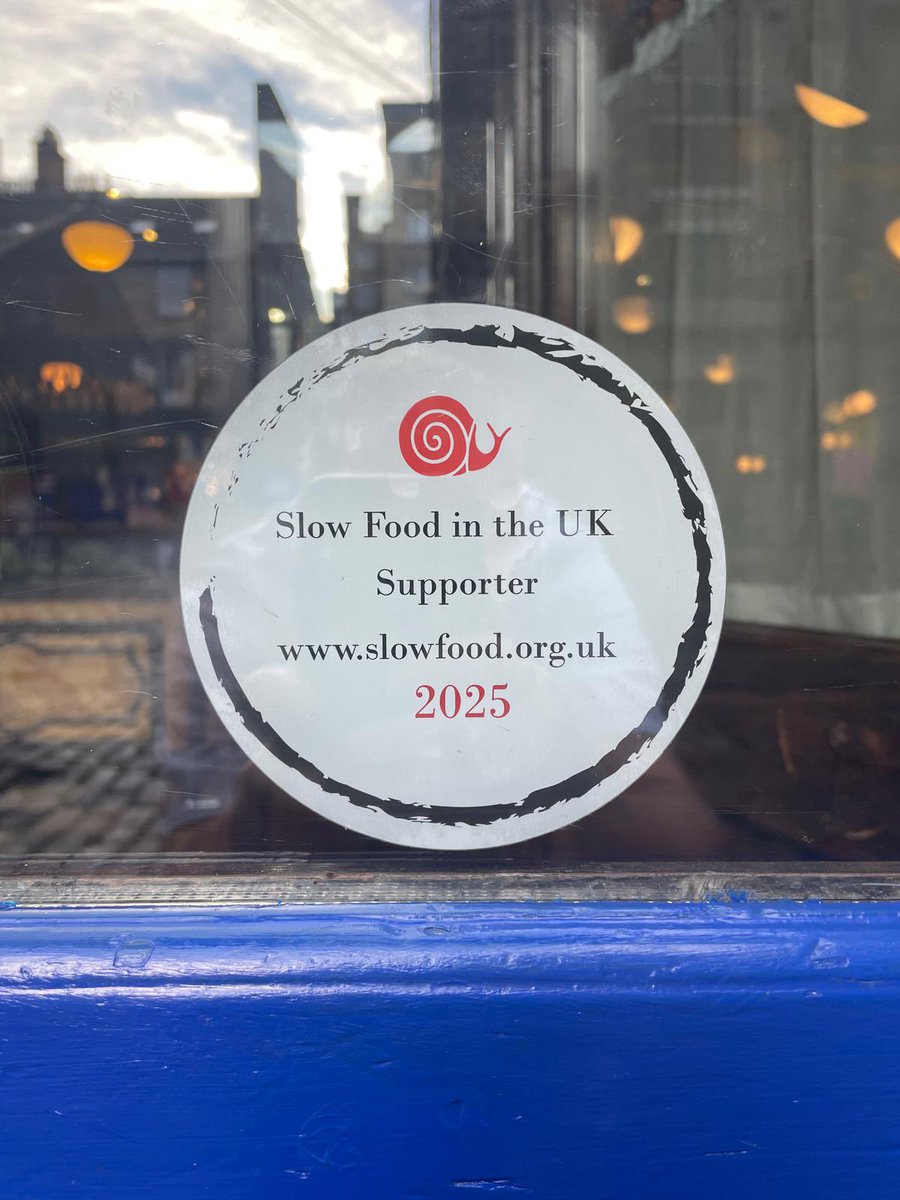 Slow Food in the UK
Supporter
www.slowfood.org.uk
2025